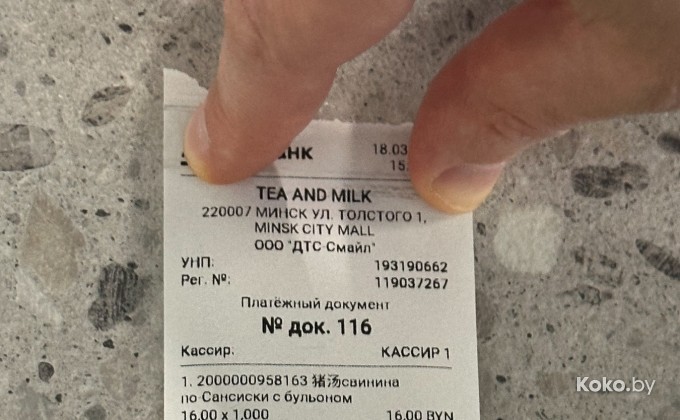 анк 18.03
15.
TEA AND MILK
220007 МИНСК УЛ. ТОЛСТОГО 1,
MINSK CITY MALL
ООО "ДТС-Смайл"
УНП: 193190662
Рег. №: 119037267
Платёжный документ
№ док. 116
Кассир: КАССИР 1
1. 2000000958163 猪汤свинина
по-Сансиски с бульоном
16.00 x 1.000 16.00 BYN
Koko.by